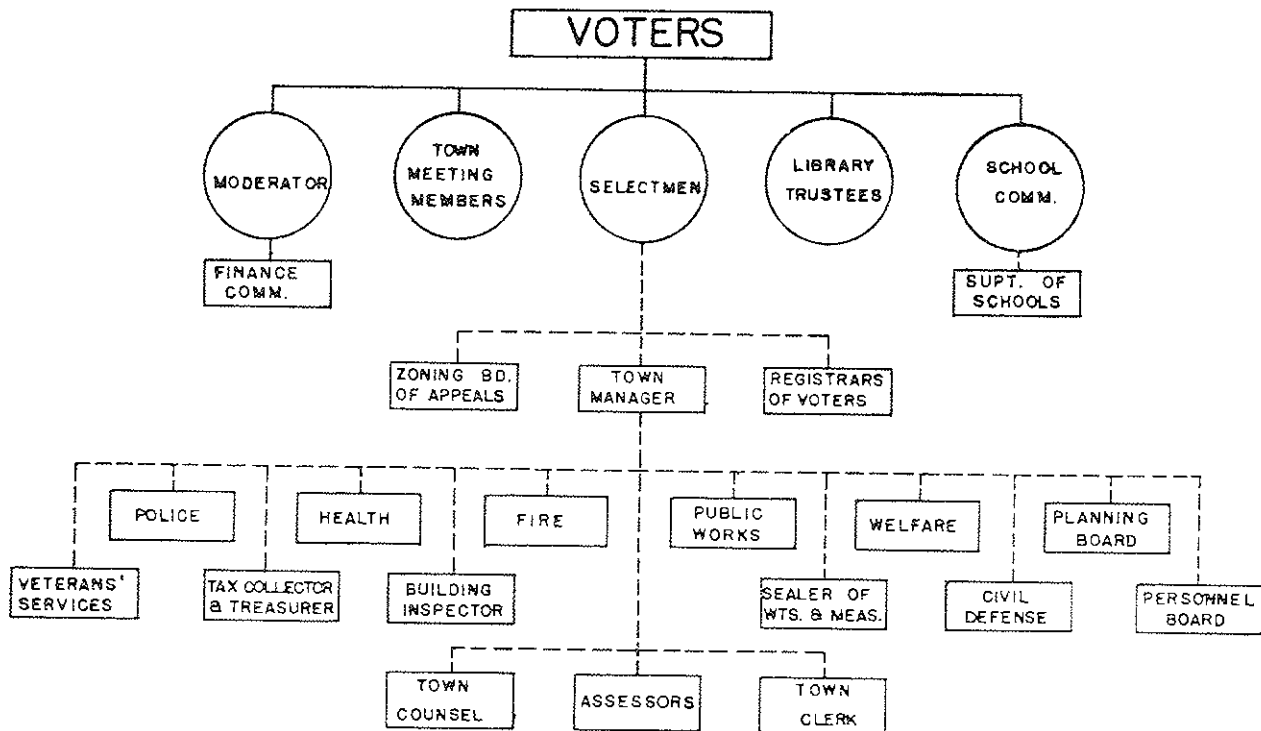 VOTERS
MODERATOR
TOWN
MEETING
MEMBERS
SELECTMEN
LIBRARY
TRUSTEES
SCHOOL
COMM.
FINANCE
COMM.
SUPT. OF
SCHOOLS
ZONING BD.
OF APPEALS
TOWN
MANAGER
REGISTRARS
OF VOTERS
POLICE
HEALTH
FIRE
PUBLIC
WORKS
WELFARE
PLANNING
BOARD
VETERANS'
SERVICES
TAX COLLECTOR
& TREASURER
BUILDING
INSPECTOR
SEALER OF
WTS. & MEAS.
CIVIL
DEFENSE
PERSONNEL
BOARD
TOWN
COUNSEL
ASSESSORS
TOWN
CLERK